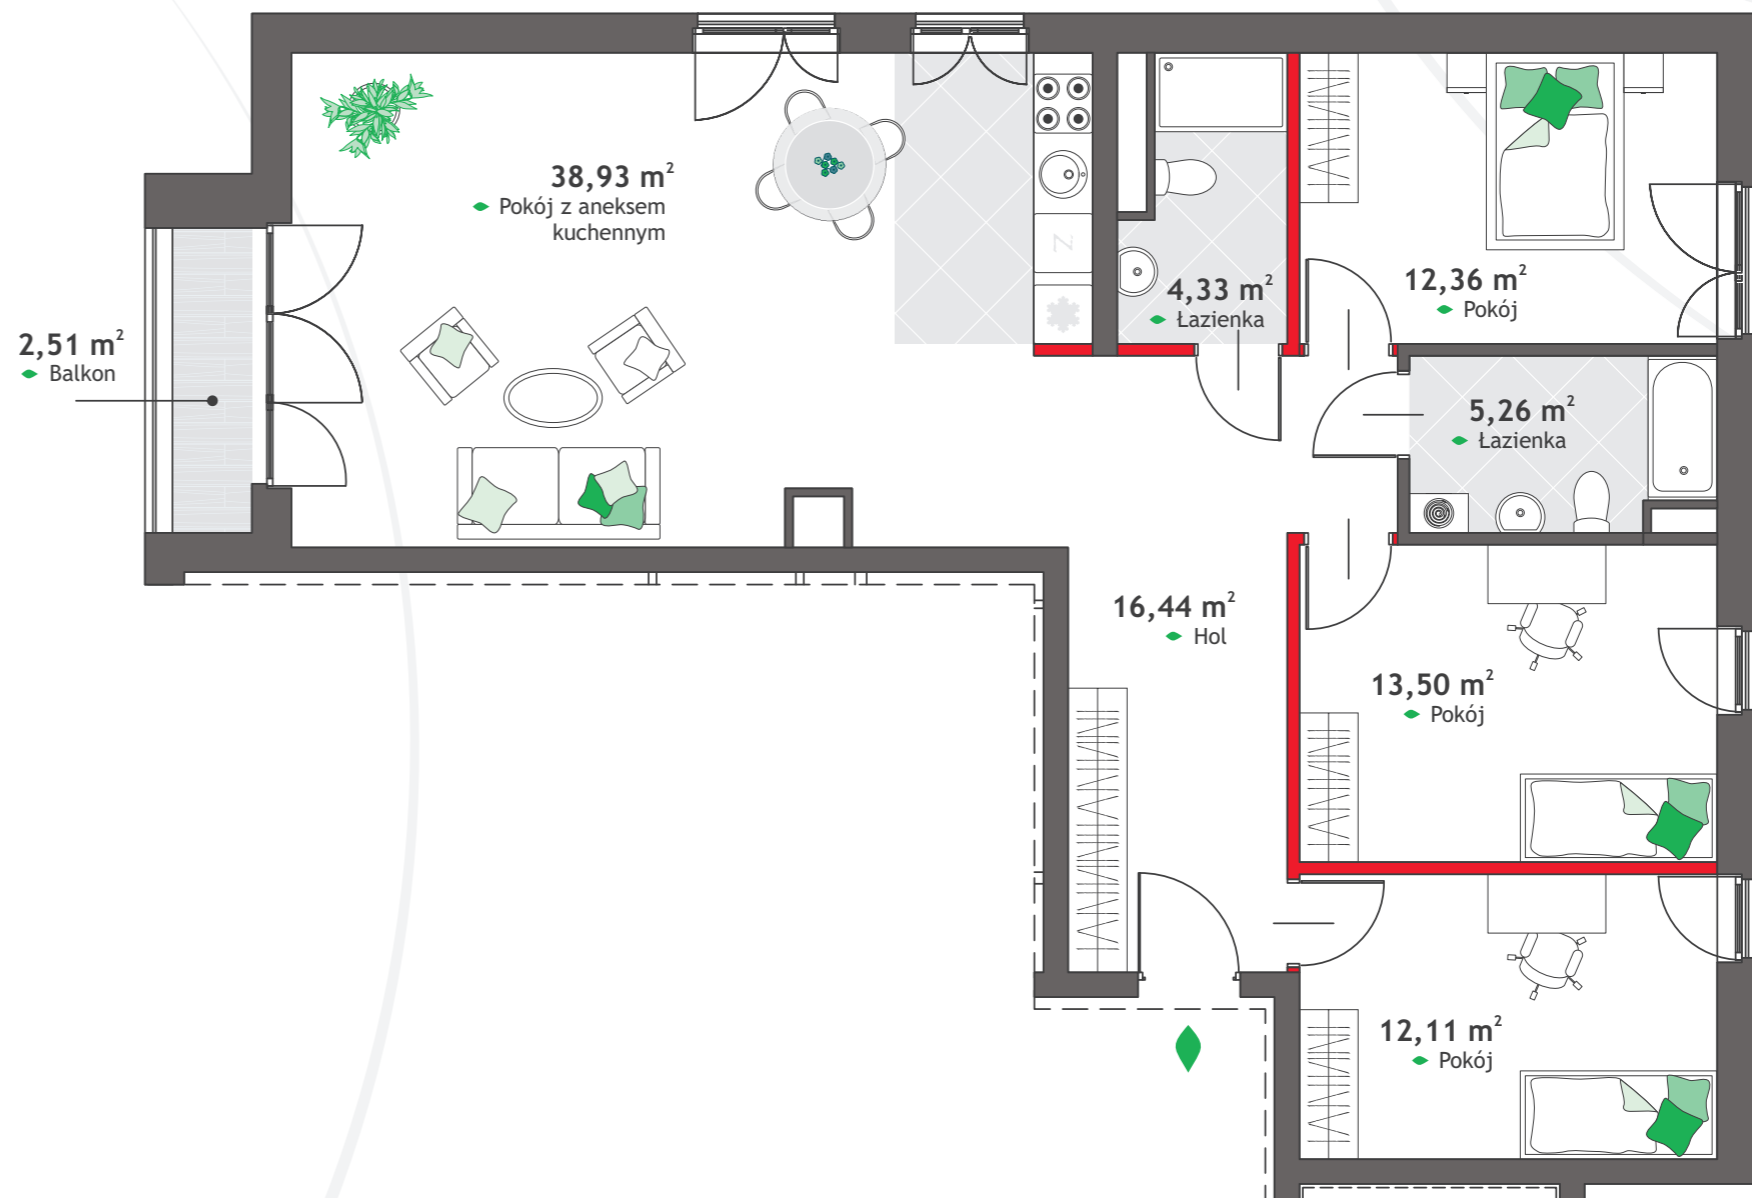 38,93 m²
Pokój z aneksem
kuchennym
2,51 m²
Balkon
Z
4,33 m²
Łazienka
12,36 m²
Pokój
5,26 m²
Łazienka
16,44 m²
Hol
13,50 m²
Pokój
12,11 m²
Pokój